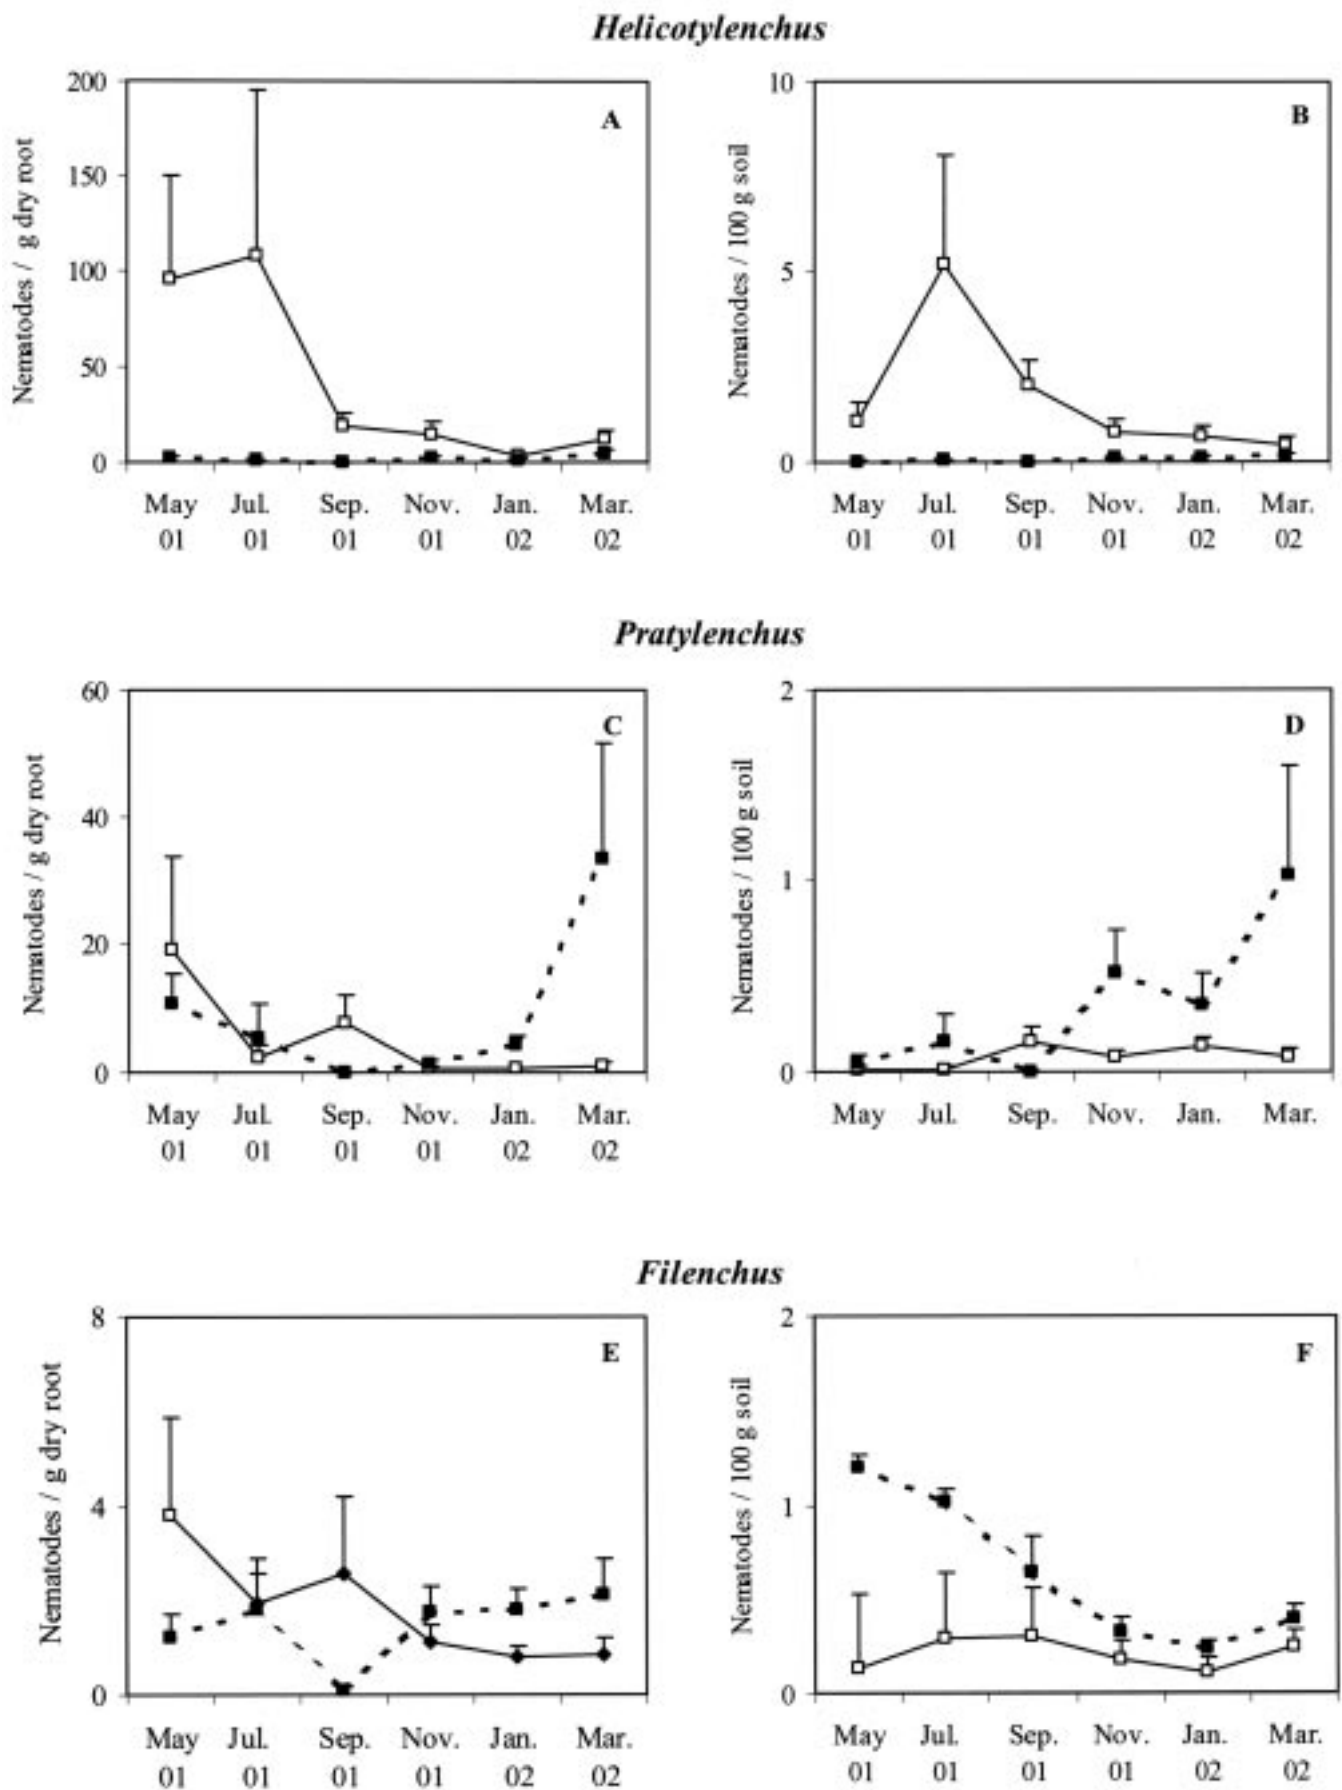 Helicotylenchus
A
Nematodes / g dry root
200
150
100
50
0
May Jul. Sep. Nov. Jan. Mar.
01 01 01 01 02 02
B
Nematodes / 100 g soil
10
5
0
May Jul. Sep. Nov. Jan. Mar.
01 01 01 01 02 02
Pratylenchus
C
Nematodes / g dry root
60
40
20
0
May Jul. Sep. Nov. Jan. Mar.
01 01 01 01 02 02
D
Nematodes / 100 g soil
2
1
0
May Jul. Sep. Nov. Jan. Mar.
Filenchus
E
Nematodes / g dry root
8
4
0
May Jul. Sep. Nov. Jan. Mar.
01 01 01 01 02 02
F
Nematodes / 100 g soil
2
1
0
May Jul. Sep. Nov. Jan. Mar.
01 01 01 01 02 02